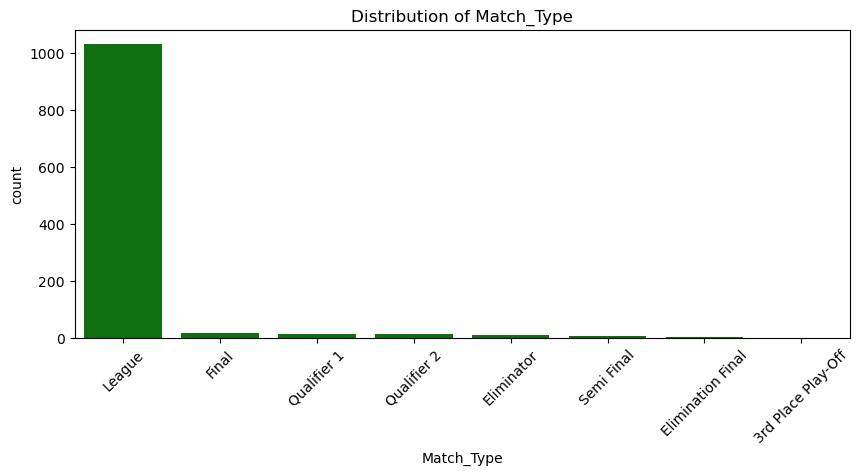 Distribution of Match_Type
count
1000
800
600
400
200
0
League
Final
Qualifier 1
Qualifier 2
Eliminator
Semi Final
Elimination Final
3rd Place Play-Off
Match_Type